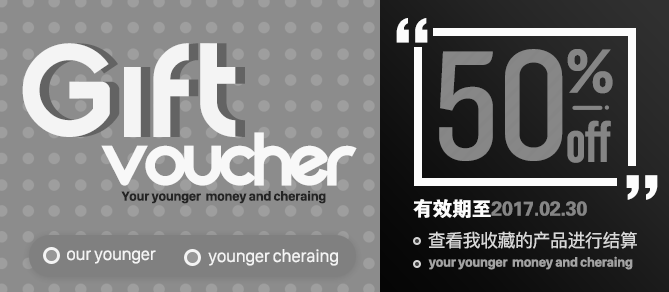 Gift
voucher
Your younger money and cheraing
our younger
younger cheraing
“
50%
off
”
有效期至2017.02.30
查看我收藏的产品进行结算
your younger money and cheraing